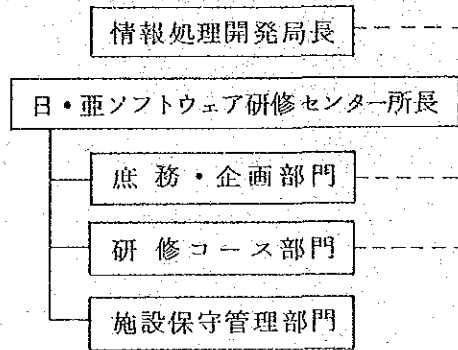 情報処理開発局長
日・亜ソフトウェア研修センター所長
庶務・企画部門
研修コース部門
施設保守管理部門